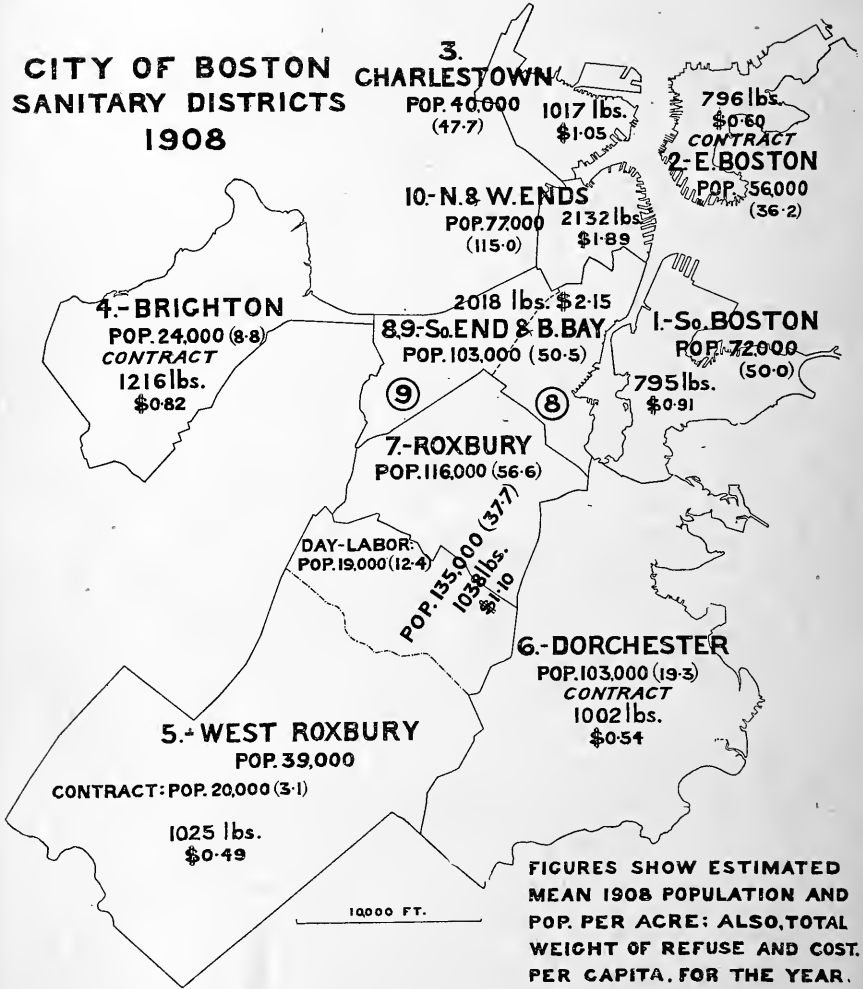 CITY OF BOSTON
SANITARY DISTRICTS
1908
3.
CHARLESTOWN
POP. 40,000
(47.7)
1017 lbs.
$1.05
796 lbs.
$0.60
CONTRACT
2-E. BOSTON
POP. 56,000
(36.2)
10.-N. & W. ENDS
POP. 77,000
(115.0)
2132 lbs.
$1.89
4.-BRIGHTON
POP. 24,000 (8.8)
CONTRACT
1216 lbs.
$0.82
2018 lbs. $2.15
8,9-So. END & B. BAY
POP. 103,000 (50.5)
9
8
1.-So. BOSTON
POP. 72,000
(50.0)
795 lbs.
$0.91
7.-ROXBURY
POP. 116,000 (56.6)
DAY-LABOR:
POP. 19,000 (12.4)
POP. 135,000 (37.7)
1038 lbs.
$1.10
6.-DORCHESTER
POP. 103,000 (19.3)
CONTRACT
1002 lbs.
$0.54
5.-WEST ROXBURY
POP. 39,000
CONTRACT: POP. 20,000 (3.1)
1025 lbs.
$0.49
10,000 FT.
FIGURES SHOW ESTIMATED
MEAN 1908 POPULATION AND
POP. PER ACRE: ALSO, TOTAL
WEIGHT OF REFUSE AND COST.
PER CAPITA. FOR THE YEAR.